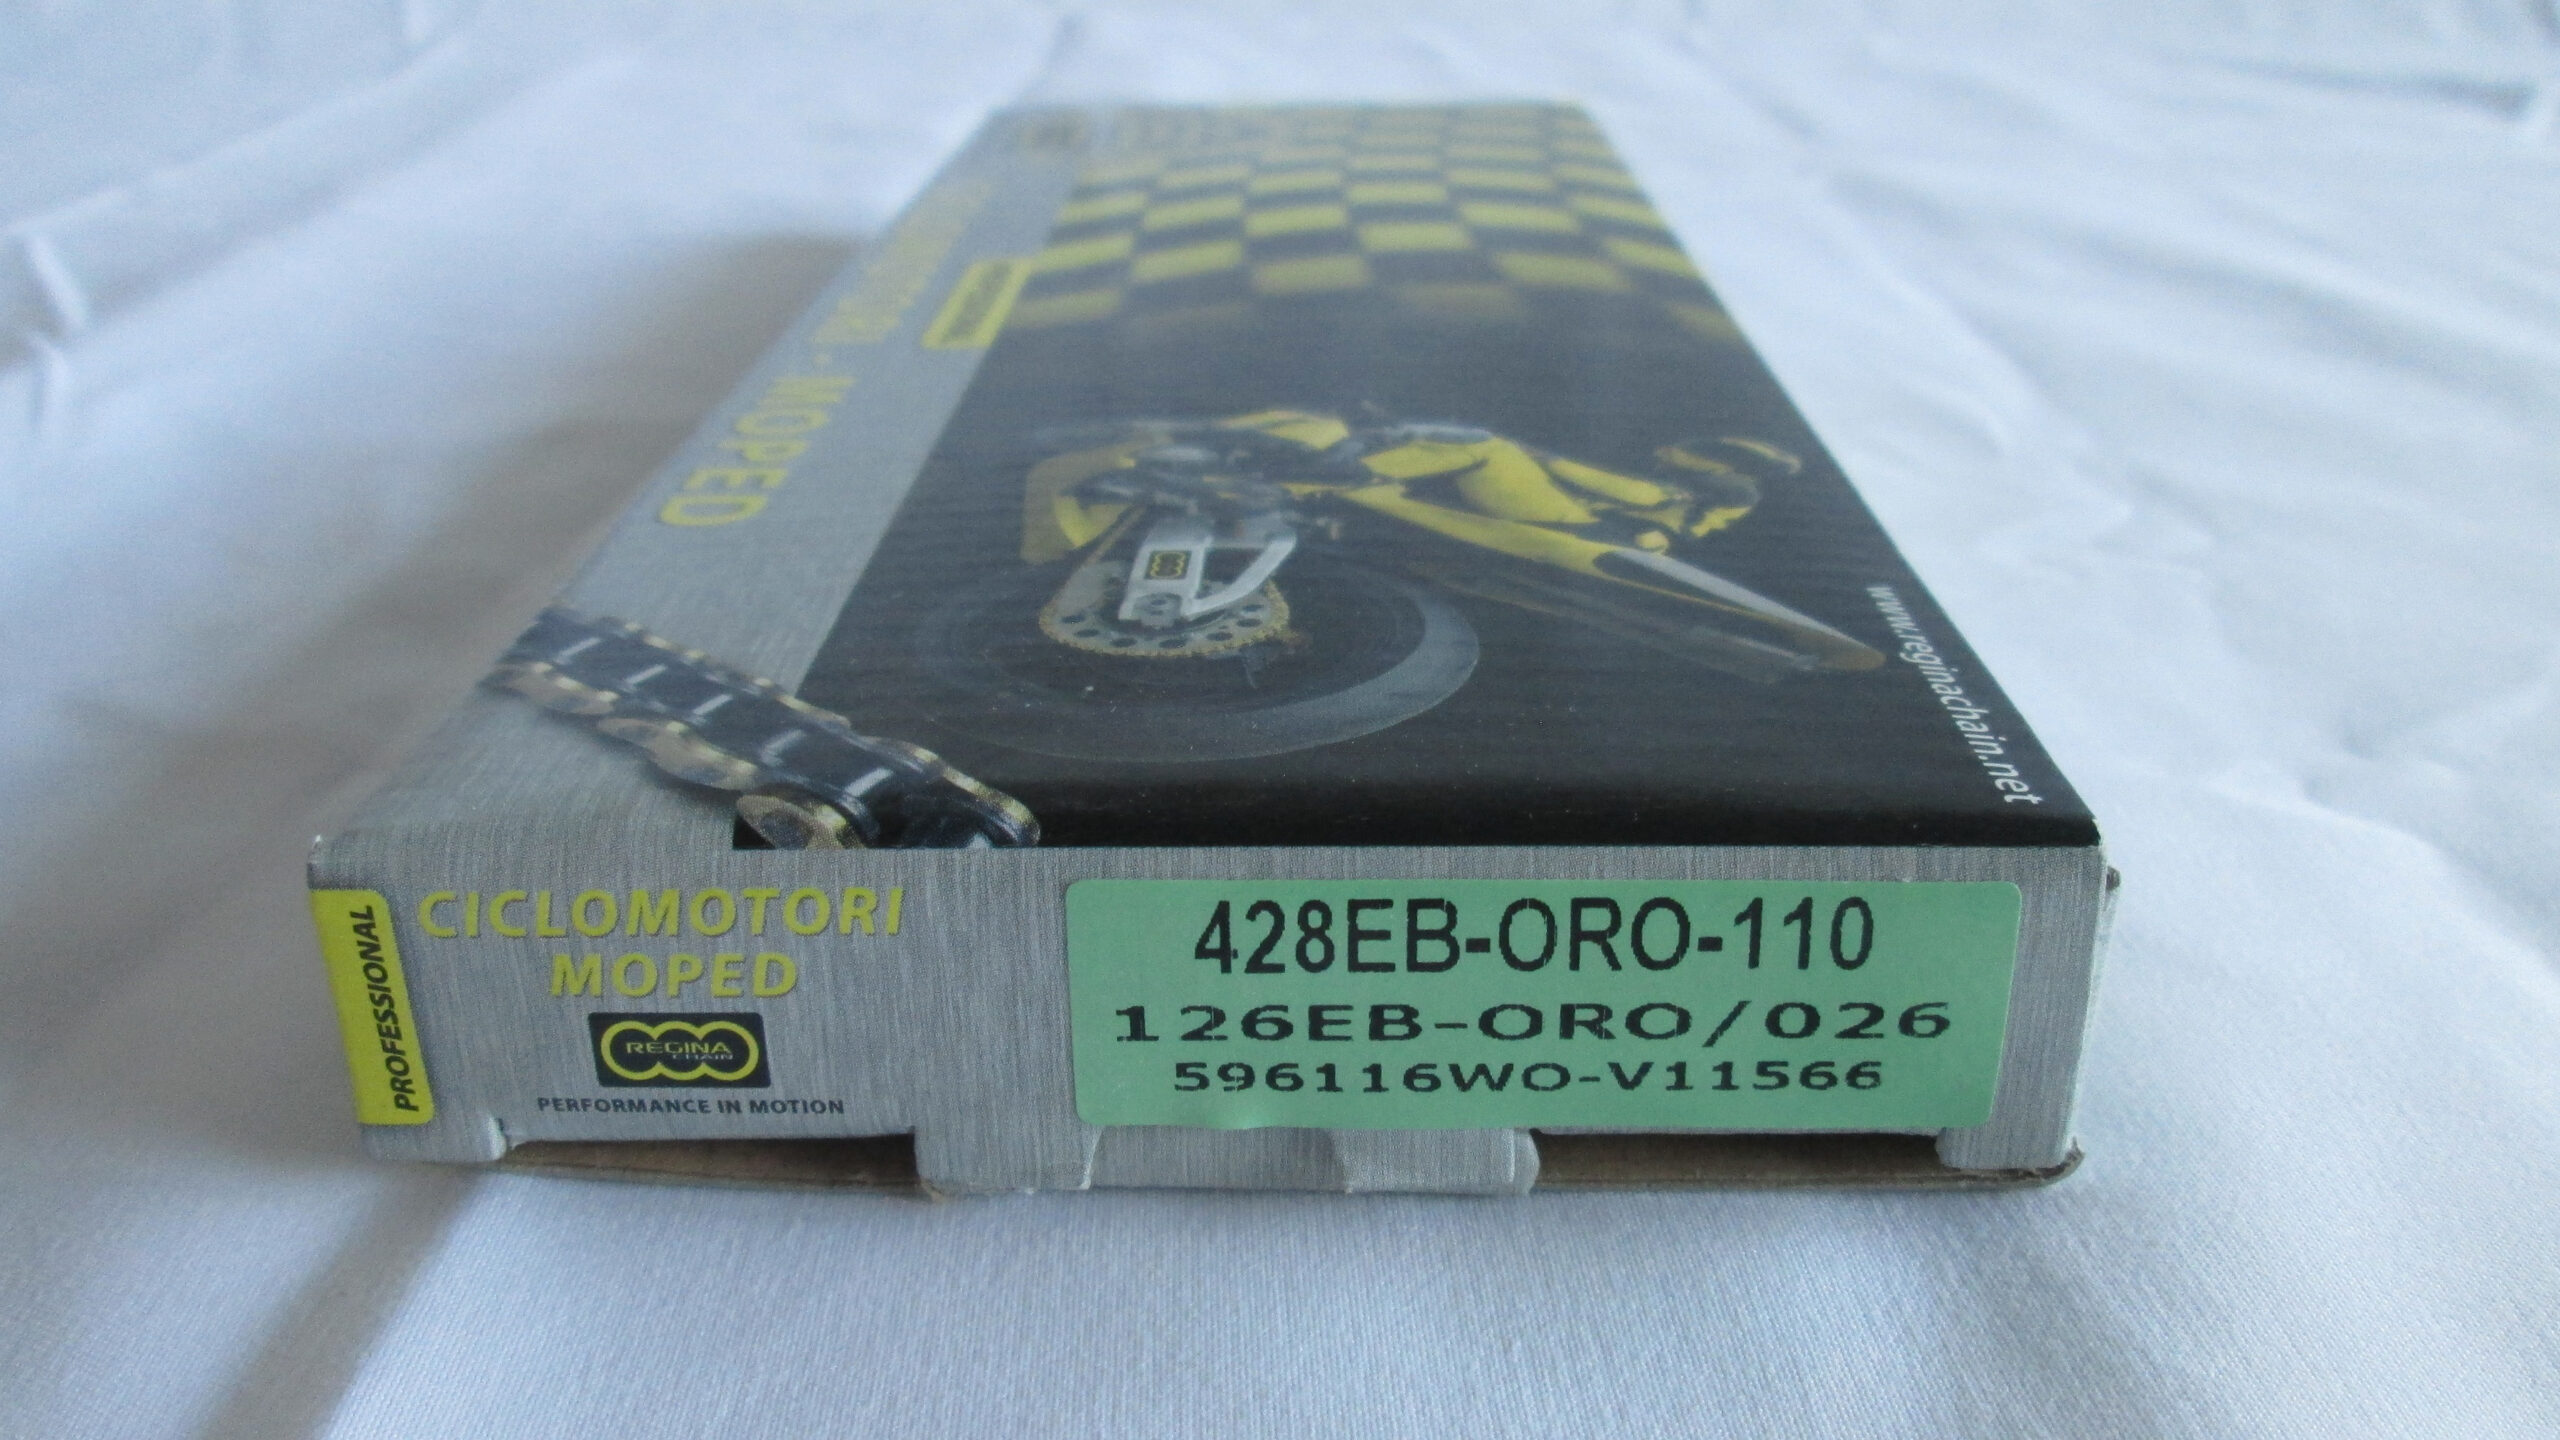 MOPED
www.reginachain.net
PROFESSIONAL
CICLOMOTORI
MOPED
REGINA
CHAIN
PERFORMANCE IN MOTION
428EB-ORO-110
126EB-ORO/026
596116WO-V11566